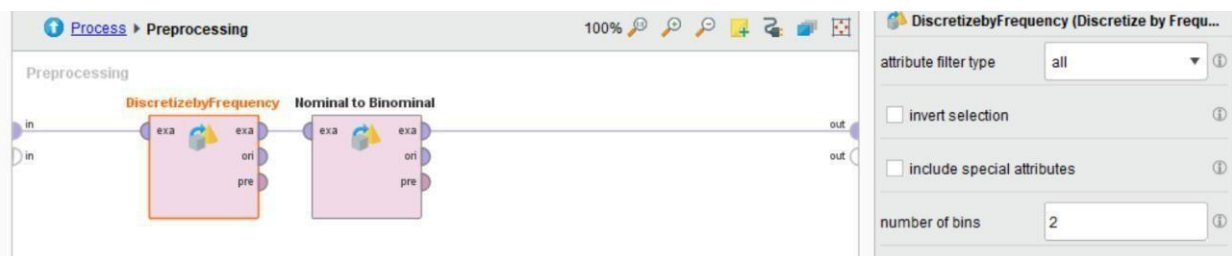 Process ▸ Preprocessing
100%
Preprocessing
DiscretizebyFrequency
Nominal to Binominal
in
in
exa
exa
ori
pre
exa
exa
ori
pre
out
out
DiscretizebyFrequency (Discretize by Frequ...
attribute filter type
all
invert selection
include special attributes
number of bins
2